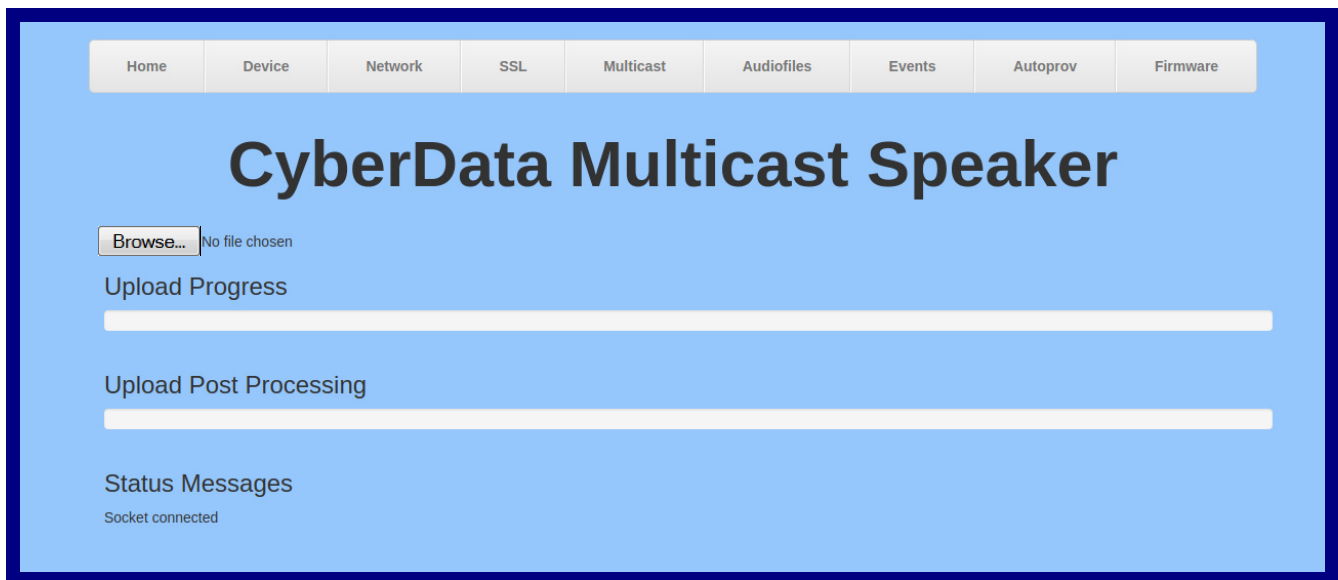 Home Device Network SSL Multicast Audiofiles Events Autoprov Firmware
CyberData Multicast Speaker
Browse... No file chosen
Upload Progress
Upload Post Processing
Status Messages
Socket connected